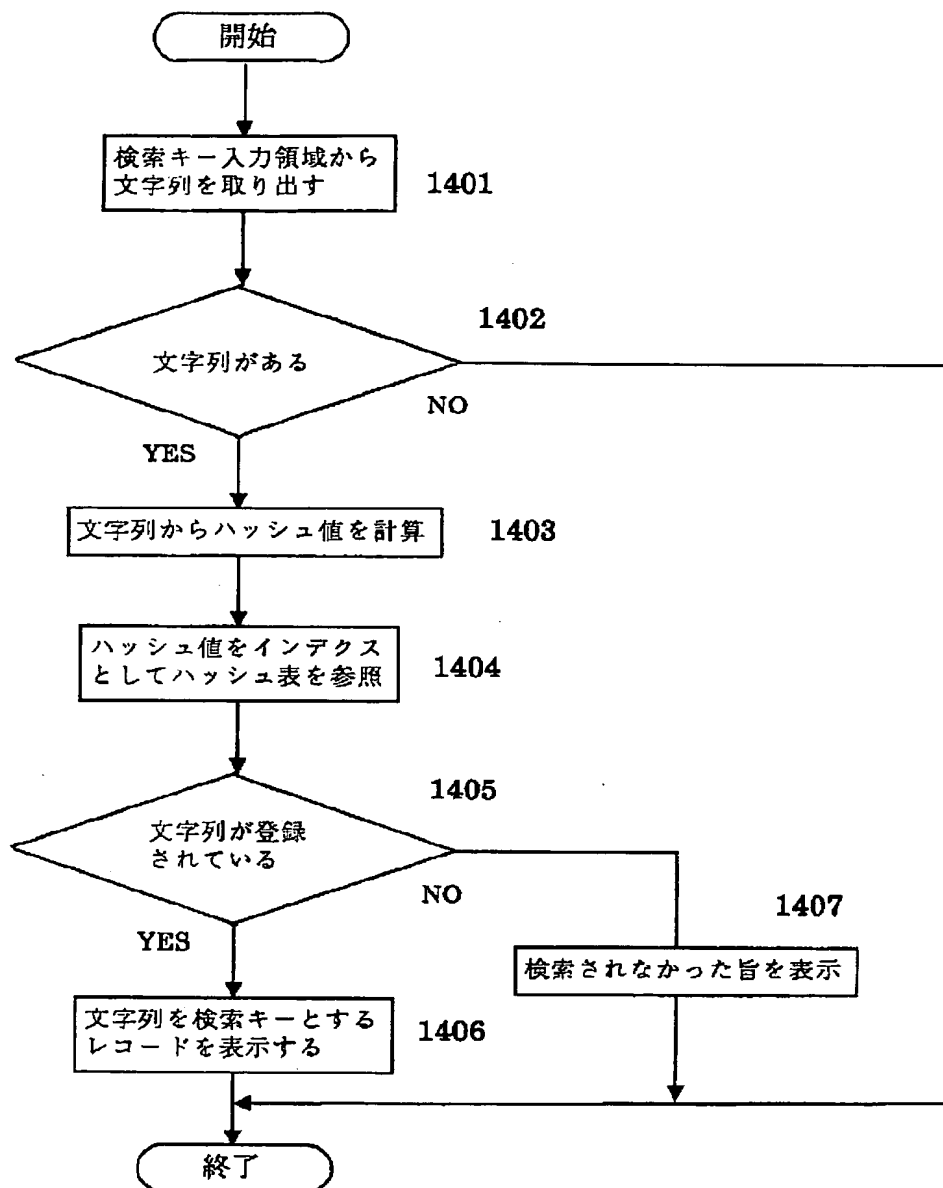 開始
検索キー入力領域から
文字列を取り出す
1401
1402
文字列がある
NO
YES
文字列からハッシュ値を計算
1403
ハッシュ値をインデクス
としてハッシュ表を参照
1404
1405
文字列が登録
されている
NO
YES
1407
検索されなかった旨を表示
文字列を検索キーとする
レコードを表示する
1406
終了